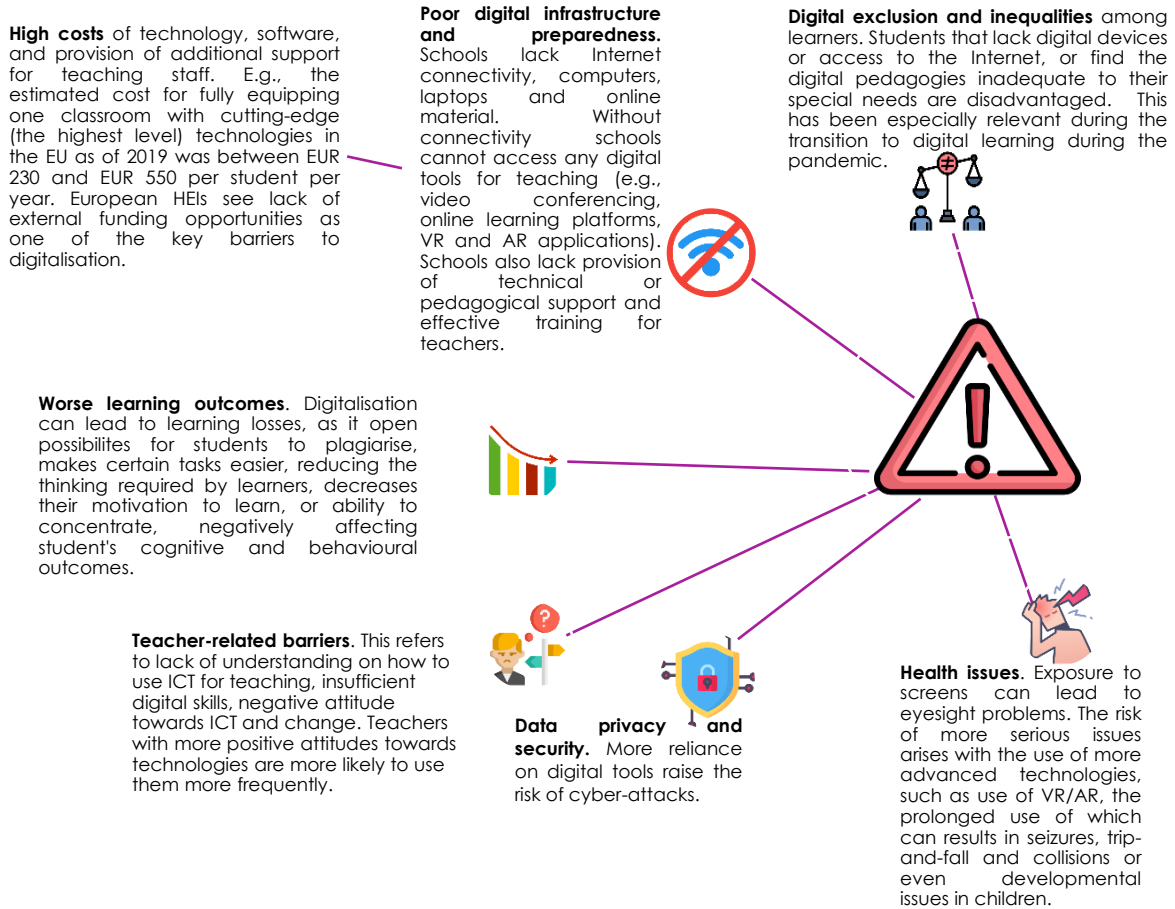 High costs of technology, software,
and provision of additional support
for teaching staff. E.g., the
estimated cost for fully equipping
one classroom with cutting-edge
(the highest level) technologies in
the EU as of 2019 was between EUR
230 and EUR 550 per student per
year. European HEIs see lack of
external funding opportunities as
one of the key barriers to
digitalisation.
Poor digital infrastructure
and preparedness.
Schools lack Internet
connectivity, computers,
laptops and online
material. Without
connectivity schools
cannot access any digital
tools for teaching (e.g.,
video conferencing,
online learning platforms,
VR and AR applications).
Schools also lack provision
of technical or
pedagogical support and
effective training for
teachers.
Digital exclusion and inequalities among
learners. Students that lack digital devices
or access to the Internet, or find the
digital pedagogies inadequate to their
special needs are disadvantaged. This
has been especially relevant during the
transition to digital learning during the
pandemic.
Worse learning outcomes. Digitalisation
can lead to learning losses, as it open
possibilites for students to plagiarise,
makes certain tasks easier, reducing the
thinking required by learners, decreases
their motivation to learn, or ability to
concentrate, negatively affecting
student's cognitive and behavioural
outcomes.
Teacher-related barriers. This refers
to lack of understanding on how to
use ICT for teaching, insufficient
digital skills, negative attitude
towards ICT and change. Teachers
with more positive attitudes towards
technologies are more likely to use
them more frequently.
Data privacy and
security. More reliance
on digital tools raise the
risk of cyber-attacks.
Health issues. Exposure to
screens can lead to
eyesight problems. The risk
of more serious issues
arises with the use of more
advanced technologies,
such as use of VR/AR, the
prolonged use of which
can results in seizures, trip-
and-fall and collisions or
even developmental
issues in children.